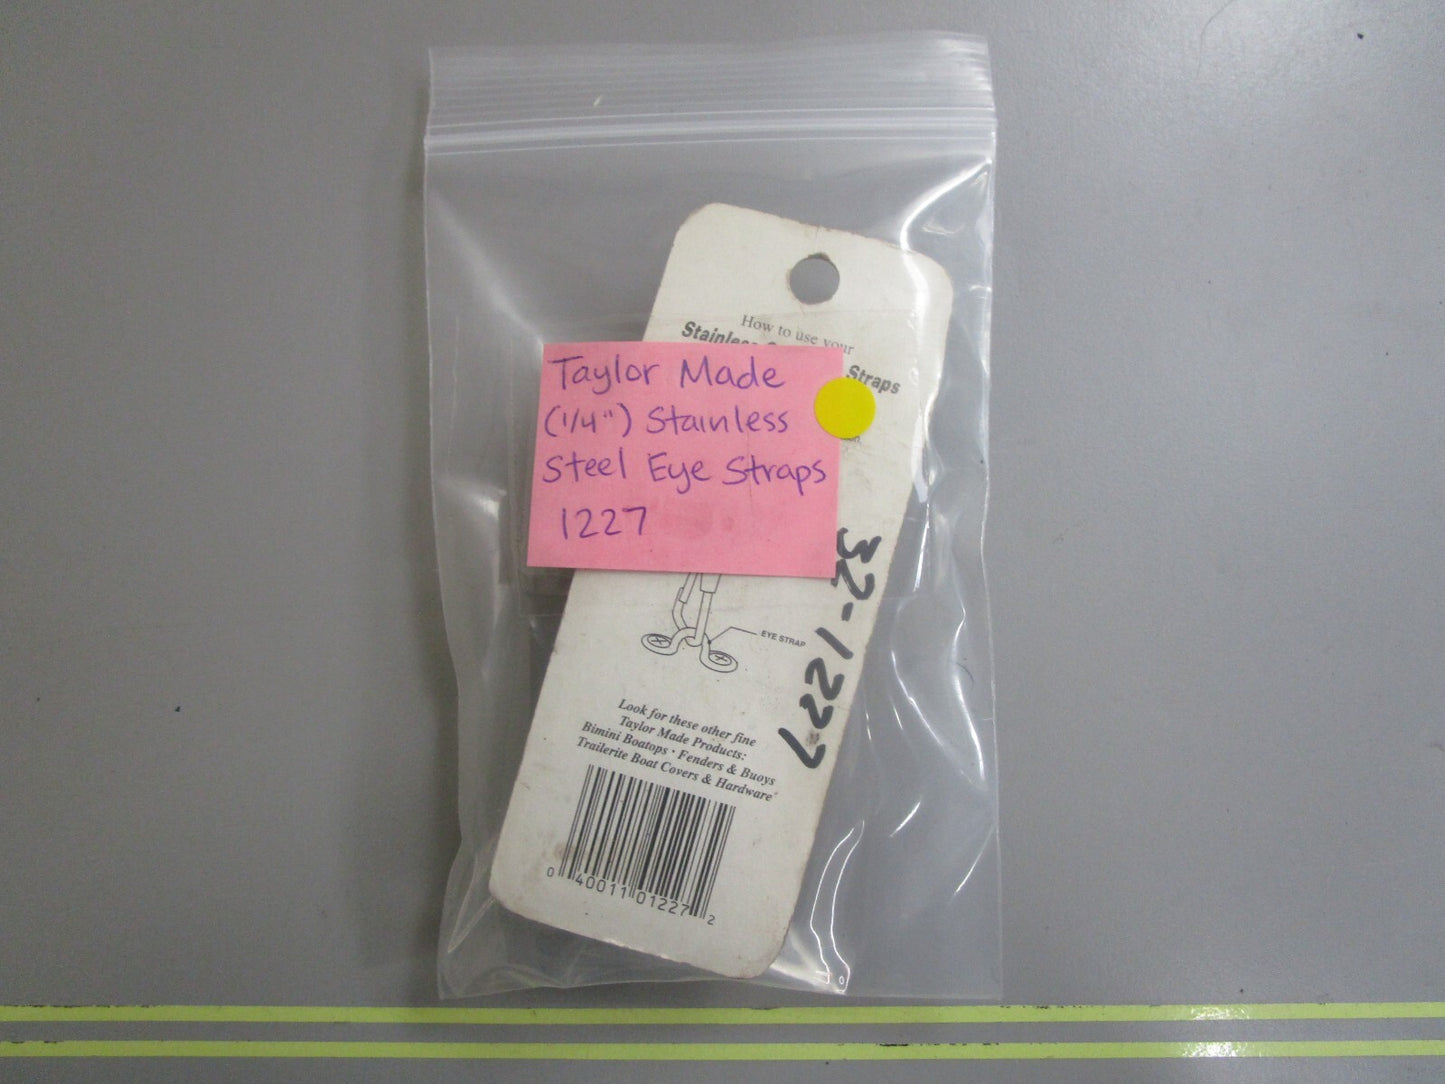 How to use your
Straps
Taylor Made
(1/4") Stainless
Steel Eye Straps
1227
32-1227
EYE STRAP
Look for these other fine
Taylor Made Products:
Bimini Boatops · Fenders & Buoys
Trailerite Boat Covers & Hardware
0 40011 01227 2